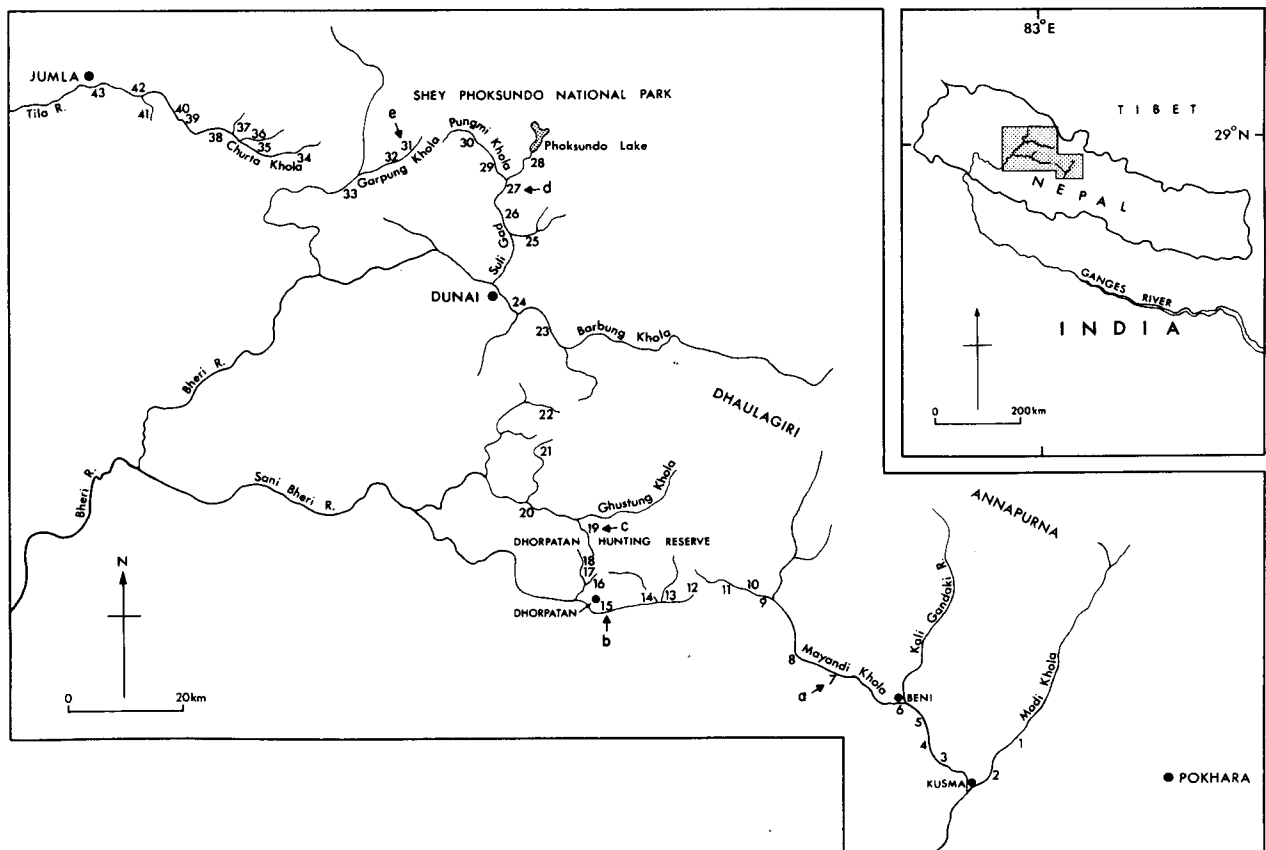 JUMLA
43
42
41
40
39
38
37
36
35
34
Tila R.
Churta Khola
SHEY PHOKSUNDO NATIONAL PARK
e
31
32
33
Garpung Khola
Pungmi Khola
30
29
28
Phoksundo Lake
27
d
26
25
Suli Gad
DUNAI
24
23
Barbung Khola
Bheri R.
Bheri R.
Sani Bheri R.
22
21
20
Ghustung Khola
19
c
DHORPATAN HUNTING RESERVE
18
17
16
DHORPATAN
15
b
14
13
12
11
10
9
8
Mayandi Khola
7
a
DHAULAGIRI
ANNAPURNA
Kali Gandaki R.
BENI
6
5
4
3
Modi Khola
1
2
KUSMA
POKHARA
N
0 20km
83°E
TIBET
29°N
NEPAL
GANGES RIVER
INDIA
0 200km